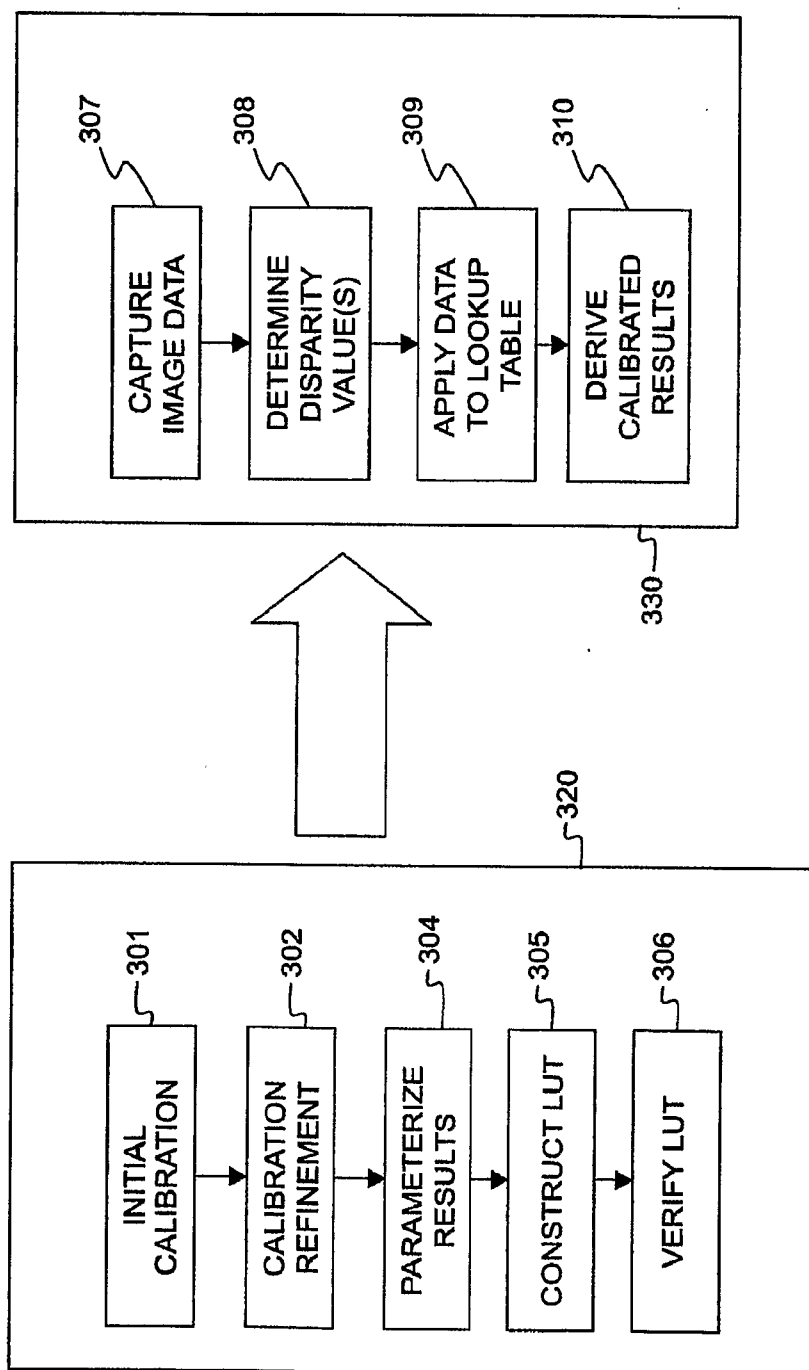 INITIAL
CALIBRATION
301
CALIBRATION
REFINEMENT
302
PARAMETERIZE
RESULTS
304
CONSTRUCT LUT
305
VERIFY LUT
306
320
CAPTURE
IMAGE DATA
307
DETERMINE
DISPARITY
VALUE(S)
308
APPLY DATA
TO LOOKUP
TABLE
309
DERIVE
CALIBRATED
RESULTS
310
330